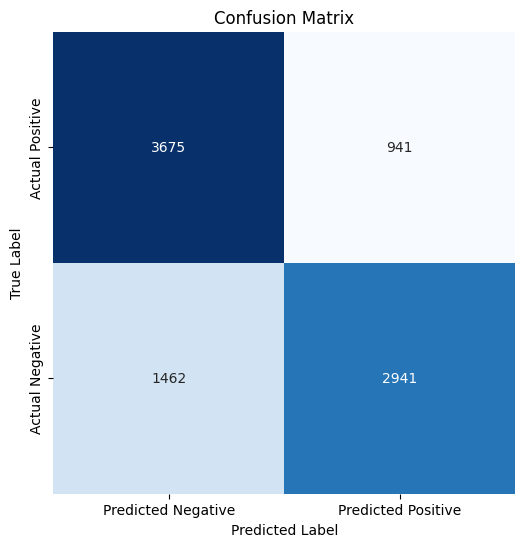 Confusion Matrix
True Label
Actual Positive
3675 941
Actual Negative
1462 2941
Predicted Negative Predicted Positive
Predicted Label